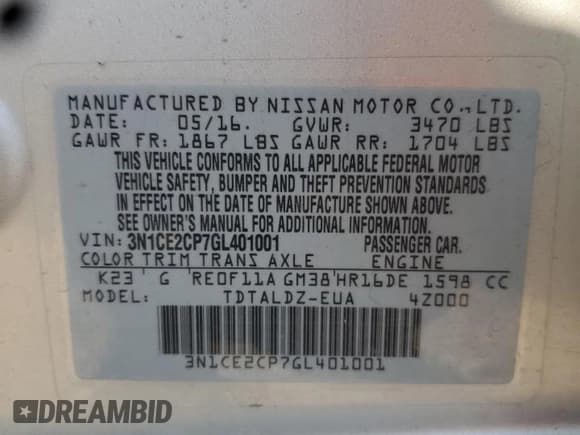 MANUFACTURED BY NISSAN MOTOR CO., LTD.
DATE: 05/16. GVWR: 3470 LBS
GAWR FR: 1867 LBS GAWR RR: 1704 LBS
THIS VEHICLE CONFORMS TO ALL APPLICABLE FEDERAL MOTOR
VEHICLE SAFETY, BUMPER AND THEFT PREVENTION STANDARDS
IN EFFECT ON THE DATE OF MANUFACTURE SHOWN ABOVE.
SEE OWNER'S MANUAL FOR ADDITIONAL INFORMATION.
VIN: 3N1CE2CP7GL401001 PASSENGER CAR.
COLOR TRIM TRANS AXLE ENGINE
K23 G RE0F11A GM38 HR16DE 1598 CC
MODEL: TDTALDZ-EUA 4Z000
3N1CE2CP7GL401001
DREAMBID